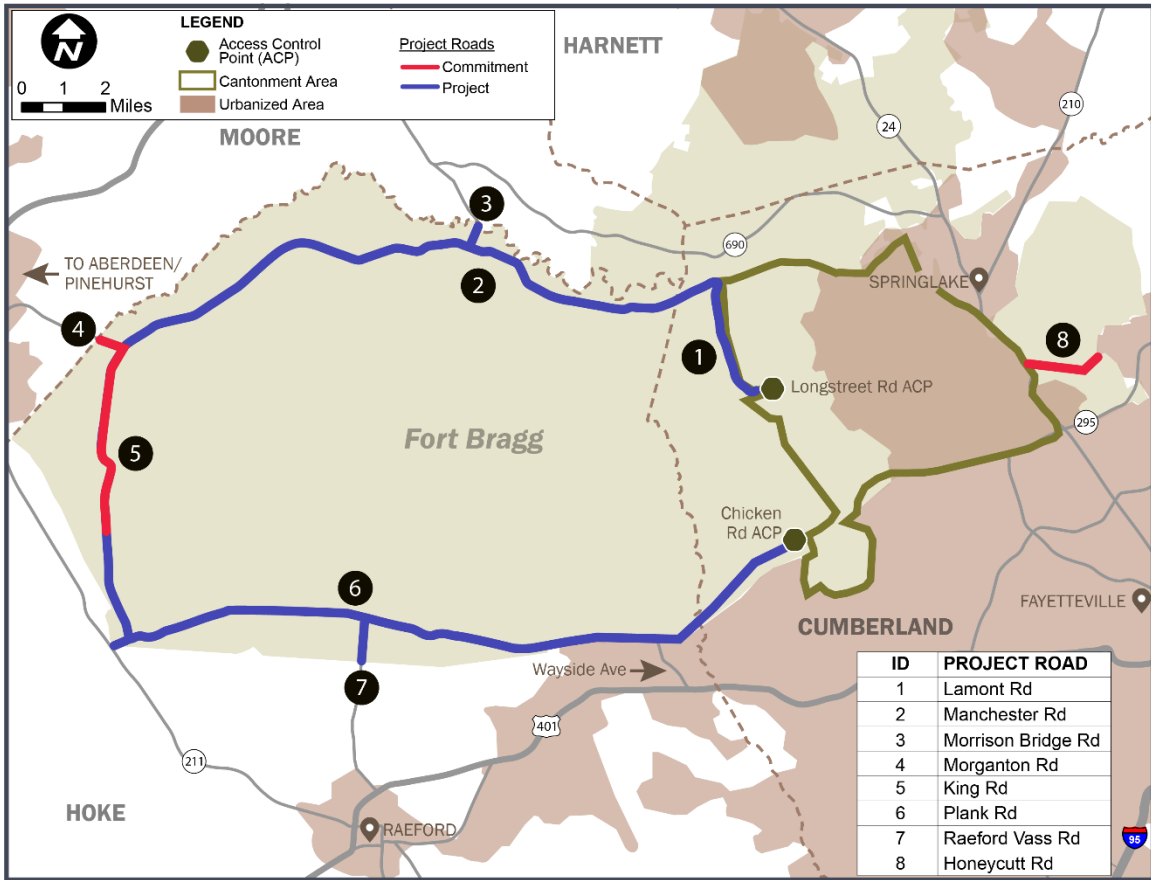 N
0 1 2
Miles
LEGEND
Access Control
Point (ACP)
Cantonment Area
Urbanized Area
Project Roads
Commitment
Project
HARNETT
MOORE
210
24
690
3
2
TO ABERDEEN/
PINEHURST
4
SPRINGLAKE
1
8
Longstreet Rd ACP
295
Fort Bragg
5
Chicken
Rd ACP
6
FAYETTEVILLE
CUMBERLAND
Wayside Ave
7
401
211
HOKE
RAEFORD
95
ID PROJECT ROAD
1 Lamont Rd
2 Manchester Rd
3 Morrison Bridge Rd
4 Morganton Rd
5 King Rd
6 Plank Rd
7 Raeford Vass Rd
8 Honeycutt Rd